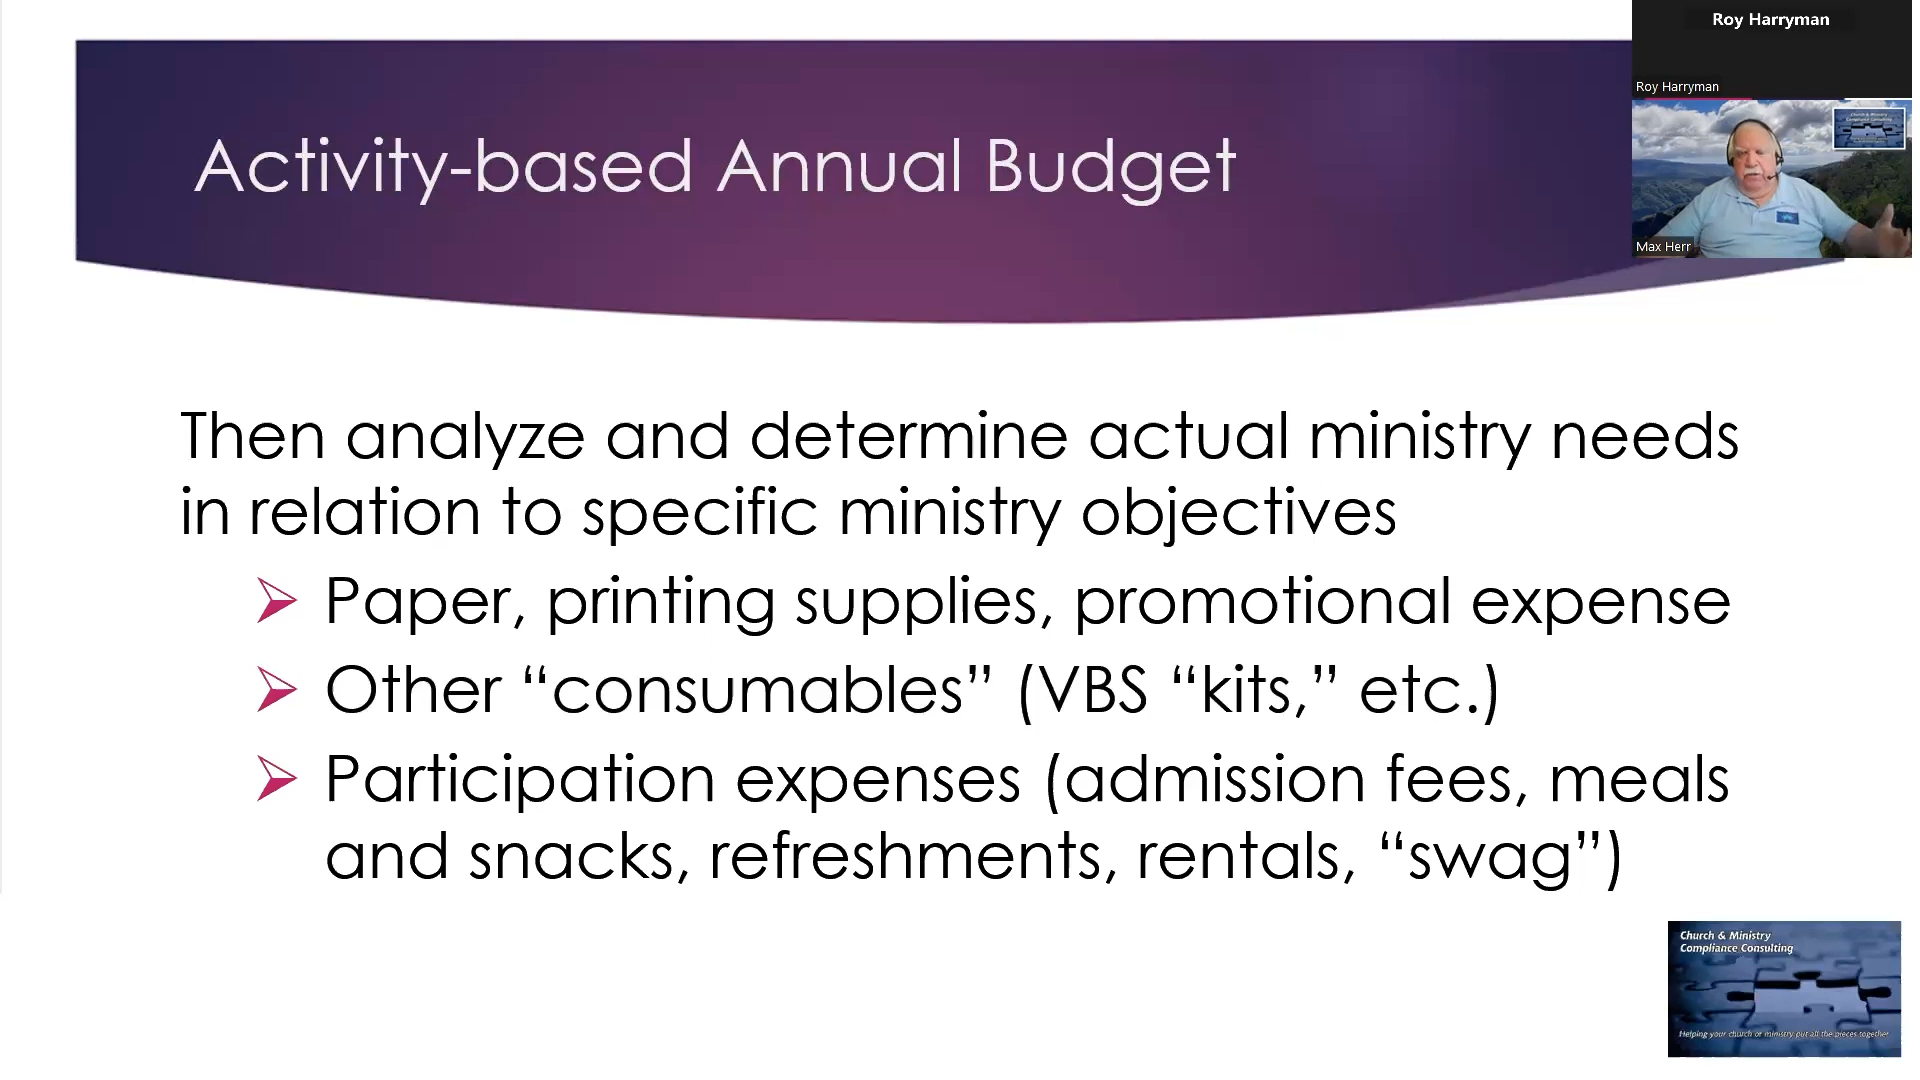 Roy Harryman
Roy Harryman
Activity-based Annual Budget
Max Herr
Then analyze and determine actual ministry needs
in relation to specific ministry objectives
Paper, printing supplies, promotional expense
Other “consumables” (VBS “kits,” etc.)
Participation expenses (admission fees, meals
and snacks, refreshments, rentals, “swag”)
Church & Ministry
Compliance Consulting
Helping your church or ministry put all the pieces together